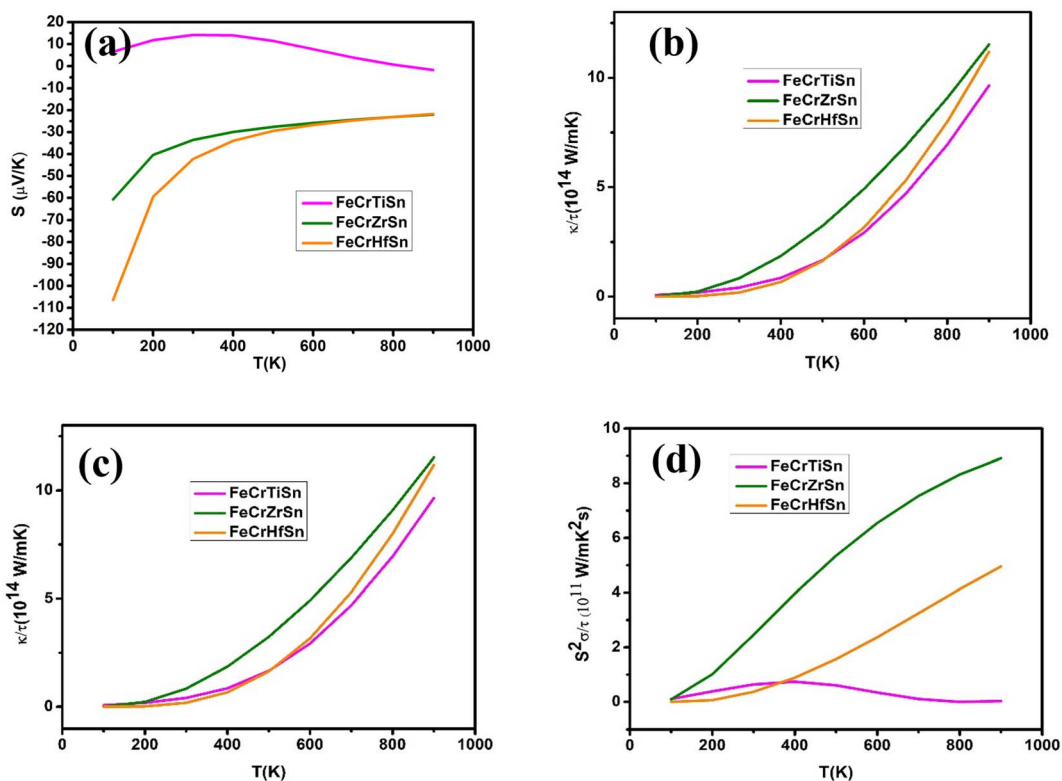 (a)
20
10
0
-10
-20
-30
-40
-50
-60
-70
-80
-90
-100
-110
-120
S (μV/K)
FeCrTiSn
FeCrZrSn
FeCrHfSn
0 200 400 600 800 1000
T(K)
(b)
10
5
0
κ/τ(10¹⁴ W/mK)
FeCrTiSn
FeCrZrSn
FeCrHfSn
0 200 400 600 800 1000
T(K)
(c)
10
5
0
κ/τ(10¹⁴ W/mK)
FeCrTiSn
FeCrZrSn
FeCrHfSn
0 200 400 600 800 1000
T(K)
(d)
10
8
6
4
2
0
S²σ/τ (10¹¹ W/mK²s)
FeCrTiSn
FeCrZrSn
FeCrHfSn
0 200 400 600 800 1000
T(K)